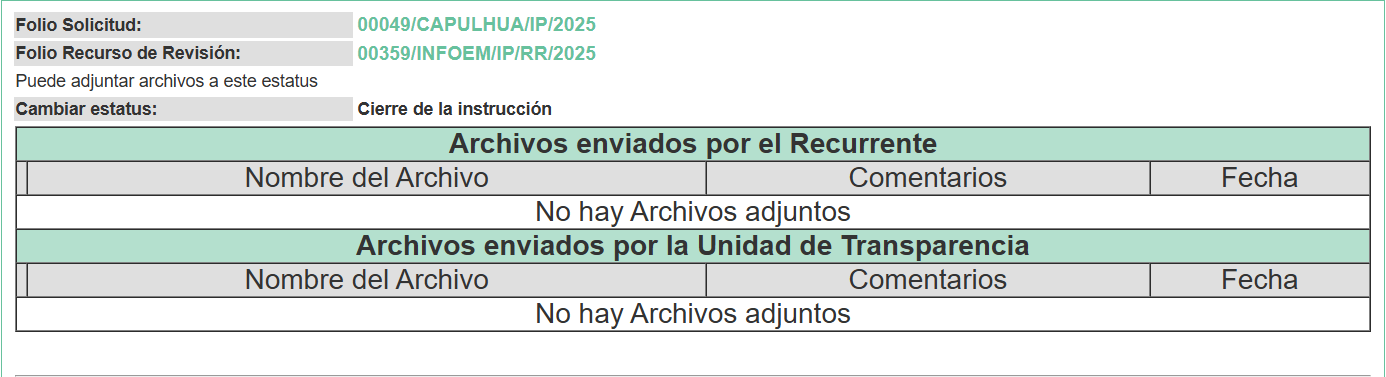 Folio Solicitud: 00049/CAPULHUA/IP/2025
Folio Recurso de Revisión: 00359/INFOEM/IP/RR/2025
Puede adjuntar archivos a este estatus
Cambiar estatus: Cierre de la instrucción
Archivos enviados por el Recurrente
Nombre del Archivo Comentarios Fecha
No hay Archivos adjuntos
Archivos enviados por la Unidad de Transparencia
Nombre del Archivo Comentarios Fecha
No hay Archivos adjuntos